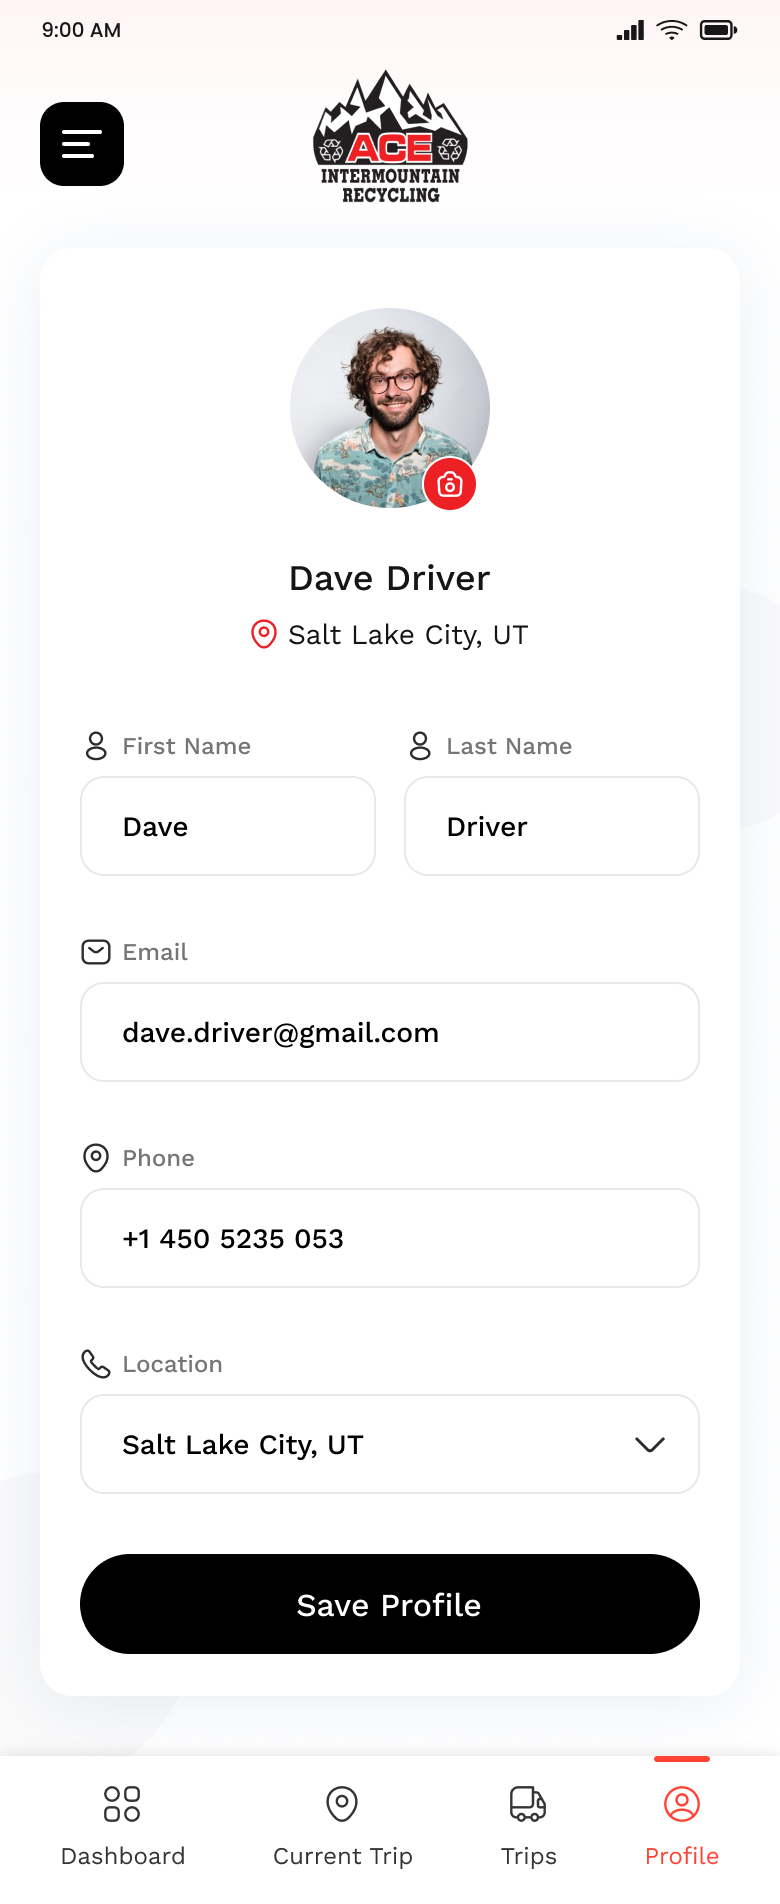 9:00 AM
ACE
INTERMOUNTAIN
RECYCLING
Dave Driver
Salt Lake City, UT
First Name
Last Name
Dave
Driver
Email
dave.driver@gmail.com
Phone
+1 450 5235 053
Location
Salt Lake City, UT
Save Profile
Dashboard
Current Trip
Trips
Profile